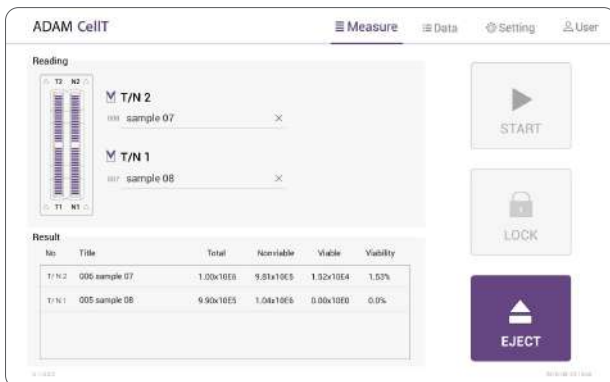 ADAM CellT
Measure
Data
Setting
User
Reading
T2 N2
T/N 2
sample 07
T/N 1
007 sample 08
T1 N1
START
LOCK
EJECT
Result
No Title Total Nonviable Viable Viability
T/N 2 006 sample 07 1.00x10E6 9.81x10E5 1.52x10E4 1.53%
T/N 1 005 sample 08 9.90x10E5 1.04x10E6 0.00x10E0 0.0%